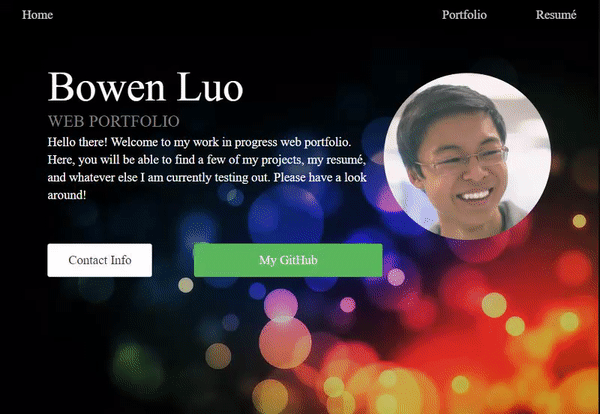 Home
Portfolio
Resumé
Bowen Luo
WEB PORTFOLIO
Hello there! Welcome to my work in progress web portfolio.
Here, you will be able to find a few of my projects, my resumé,
and whatever else I am currently testing out. Please have a look
around!
Contact Info
My GitHub